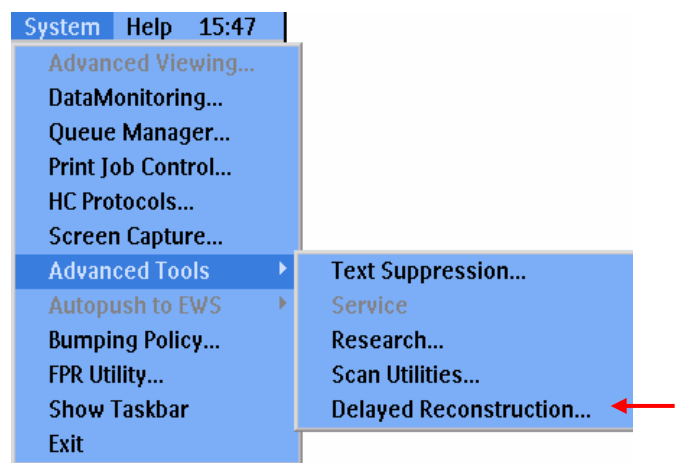 System Help 15:47
Advanced Viewing...
DataMonitoring...
Queue Manager...
Print Job Control...
HC Protocols...
Screen Capture...
Advanced Tools
Autopush to EWS
Bumping Policy...
FPR Utility...
Show Taskbar
Exit
Text Suppression...
Service
Research...
Scan Utilities...
Delayed Reconstruction...